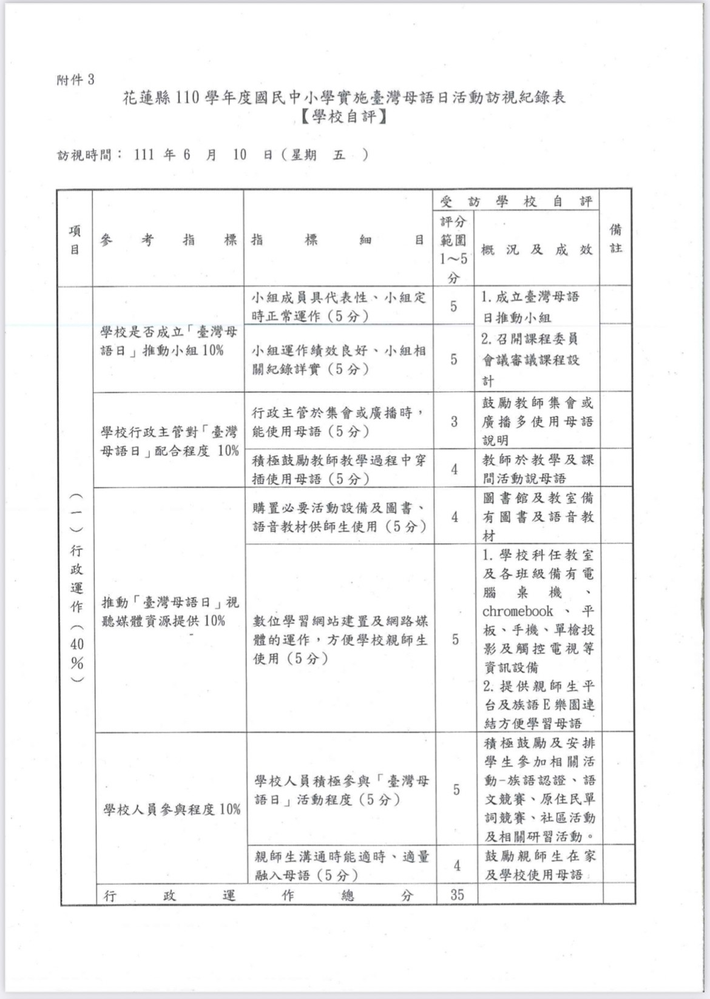 附件 3
花蓮縣 110 學年度國民中小學實施臺灣母語日活動訪視紀錄表
【學校自評】
訪視時間： 111 年 6 月 10 日（星期 五 ）
項目
參考指標
指標細目
受訪學校自評
評分
範圍
1～5
分
概況及成效
備註
（一）行政運作（40%）
學校是否成立「臺灣母
語日」推動小組 10%
小組成員具代表性、小組定
時正常運作（5 分）
5
1. 成立臺灣母語
日推動小組
小組運作績效良好、小組相
關紀錄詳實（5 分）
5
2. 召開課程委員
會議審議課程設
計
學校行政主管對「臺灣
母語日」配合程度 10%
行政主管於集會或廣播時，
能使用母語（5 分）
3
鼓勵教師集會或
廣播多使用母語
說明
積極鼓勵教師教學過程中穿
插使用母語（5 分）
4
教師於教學及課
間活動說母語
推動「臺灣母語日」視
聽媒體資源提供 10%
購置必要活動設備及圖書、
語音教材供師生使用（5 分）
4
圖書館及教室備
有圖書及語音教
材
數位學習網站建置及網路媒
體的運作，方便學校親師生
使用（5 分）
5
1. 學校科任教室
及各班級備有電
腦桌機、
chromebook、平
板、手機、單槍投
影及觸控電視等
資訊設備
2. 提供親師生平
台及族語 E 樂園連
結方便學習母語
學校人員參與程度 10%
學校人員積極參與「臺灣母
語日」活動程度（5 分）
5
積極鼓勵及安排
學生參加相關活
動-族語認證、語
文競賽、原住民單
詞競賽、社區活動
及相關研習活動。
親師生溝通時能適時、適量
融入母語（5 分）
4
鼓勵親師生在家
及學校使用母語
行政運作總分
35